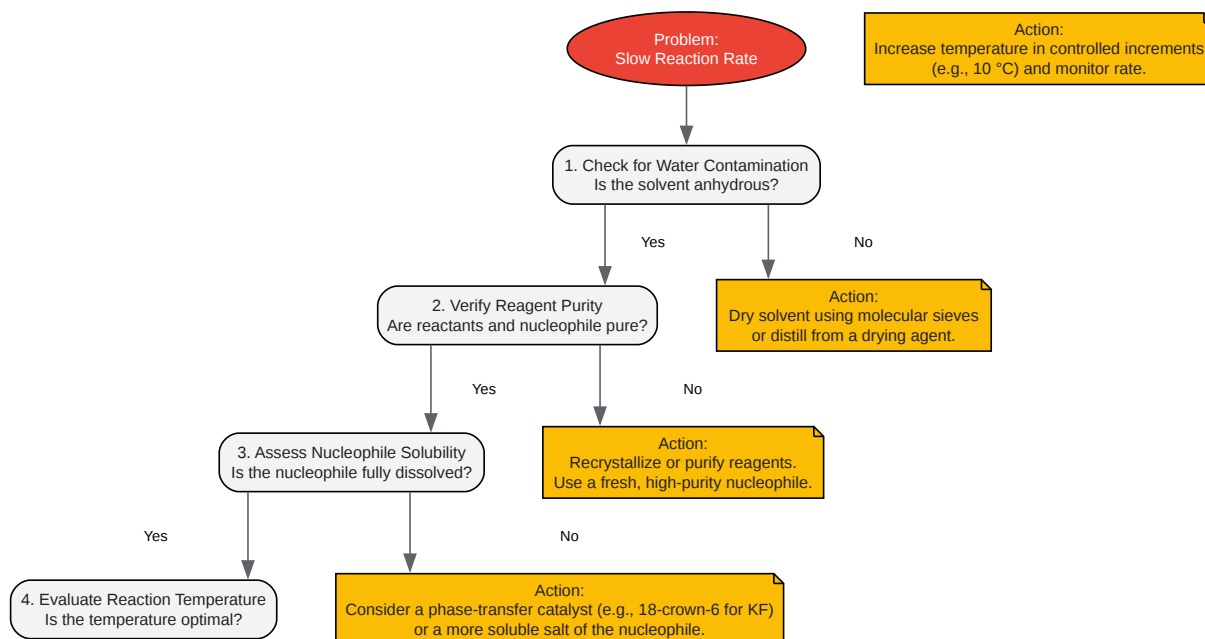 Problem:
Slow Reaction Rate
Action:
Increase temperature in controlled increments
(e.g., 10 °C) and monitor rate.
1. Check for Water Contamination
Is the solvent anhydrous?
Yes
No
2. Verify Reagent Purity
Are reactants and nucleophile pure?
Action:
Dry solvent using molecular sieves
or distill from a drying agent.
Yes
No
3. Assess Nucleophile Solubility
Is the nucleophile fully dissolved?
Action:
Recrystallize or purify reagents.
Use a fresh, high-purity nucleophile.
Yes
No
4. Evaluate Reaction Temperature
Is the temperature optimal?
Action:
Consider a phase-transfer catalyst (e.g., 18-crown-6 for KF)
or a more soluble salt of the nucleophile.